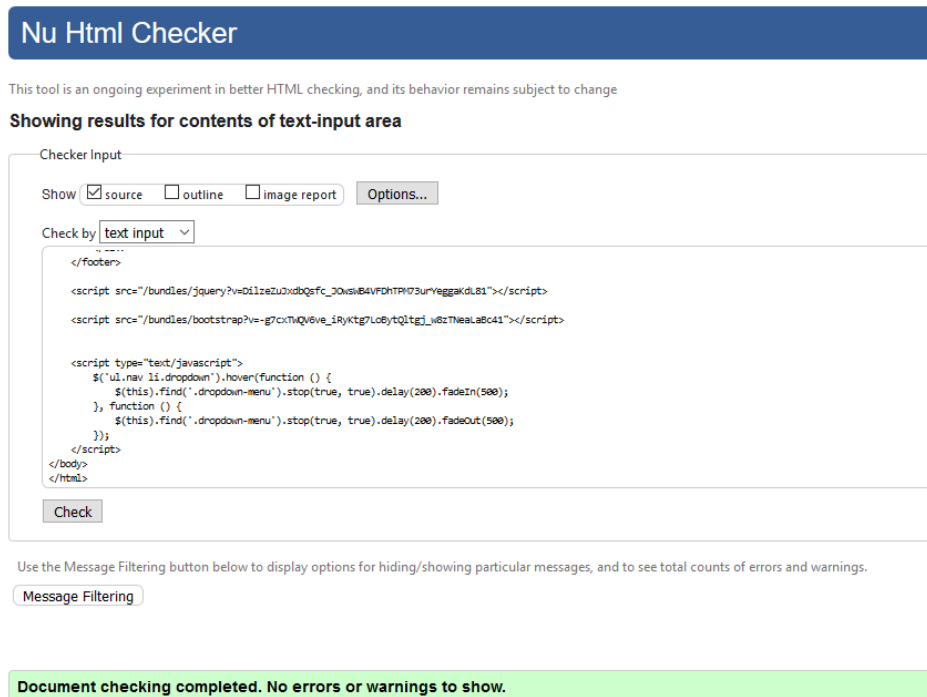 Nu Html Checker
This tool is an ongoing experiment in better HTML checking, and its behavior remains subject to change
Showing results for contents of text-input area
Checker Input
Show source outline image report Options...
Check by text input
</footer>
<script src="/bundles/jquery?v=DilzeZuJxdbQsfc_JOwsWB4VFDhTPM73urYeggaKdL81"></script>
<script src="/bundles/bootstrap?v=-g7cxTWQV6ve_iRyKtg7LoBytQltgj_w8zTNeaLaBc41"></script>
<script type="text/javascript">
$('ul.nav li.dropdown').hover(function () {
$(this).find('.dropdown-menu').stop(true, true).delay(200).fadeIn(500);
}, function () {
$(this).find('.dropdown-menu').stop(true, true).delay(200).fadeOut(500);
});
</script>
</body>
</html>
Check
Use the Message Filtering button below to display options for hiding/showing particular messages, and to see total counts of errors and warnings.
Message Filtering
Document checking completed. No errors or warnings to show.